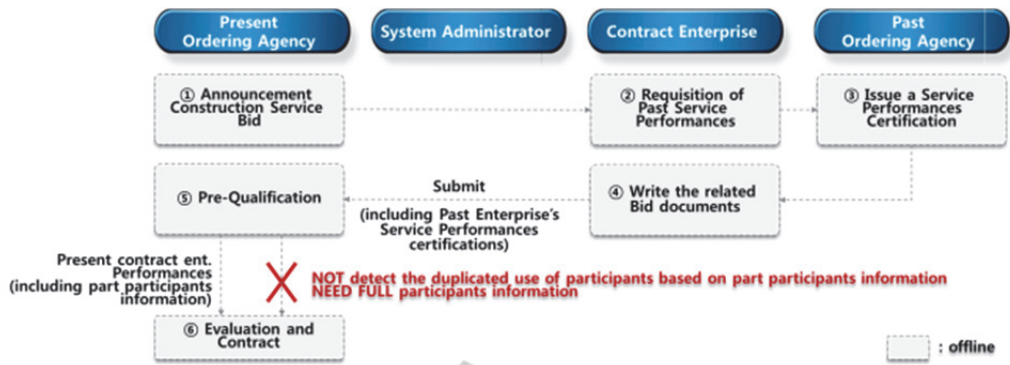 Present
Ordering Agency
System Administrator
Contract Enterprise
Past
Ordering Agency
① Announcement
Construction Service
Bid
② Requisition of
Past Service
Performances
③ Issue a Service
Performances
Certification
⑤ Pre-Qualification
Submit
(including Past Enterprise's
Service Performances
certifications)
④ Write the related
Bid documents
Present contract ent.
Performances
(including part participants
information)
NOT detect the duplicated use of participants based on part participants information
NEED FULL participants information
⑥ Evaluation and
Contract
: offline